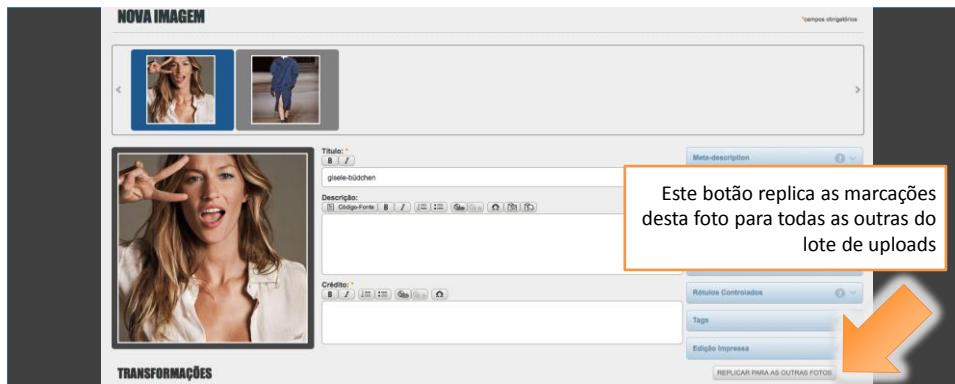 NOVA IMAGEM
*campos obrigatórios
Título: *
B I
gisele-büdchen
Descrição:
Código-Fonte B I
Crédito: *
B I
Meta-description
Este botão replica as marcações
desta foto para todas as outras do
lote de uploads
Rótulos Controlados
Tags
Edição Impressa
TRANSFORMAÇÕES
REPLICAR PARA AS OUTRAS FOTOS